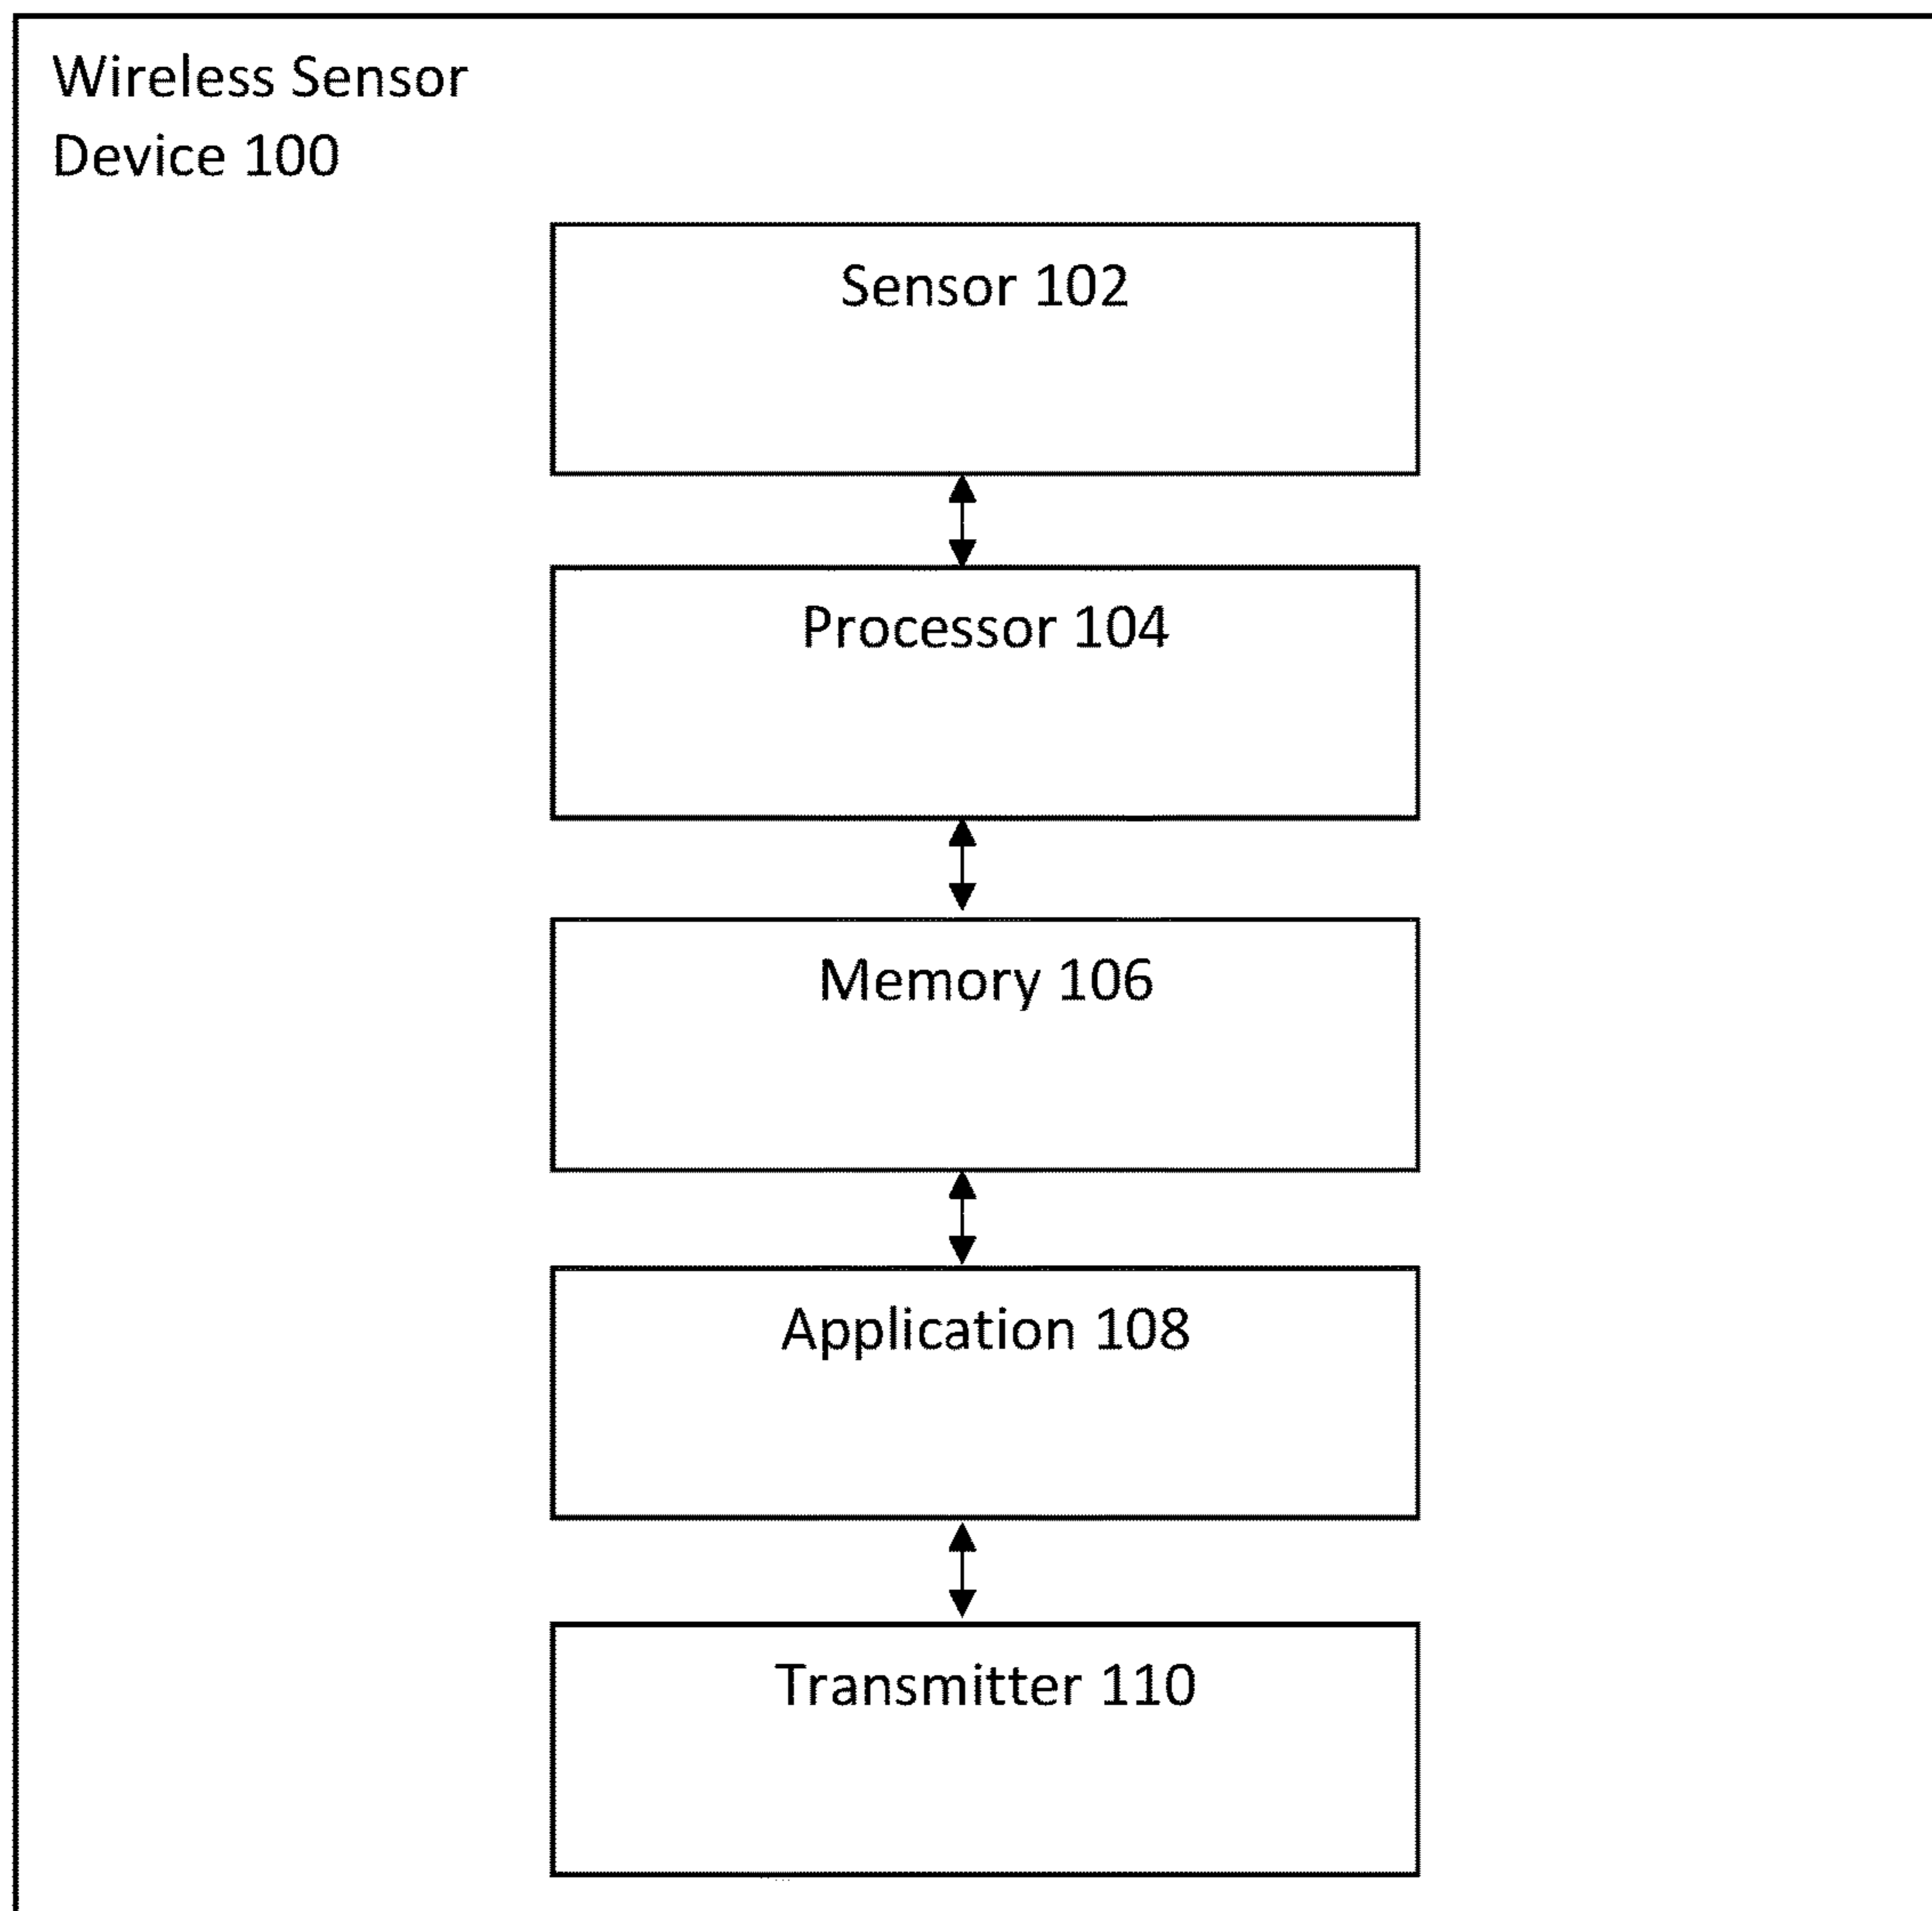 Wireless Sensor
Device 100
Sensor 102
Processor 104
Memory 106
Application 108
Transmitter 110